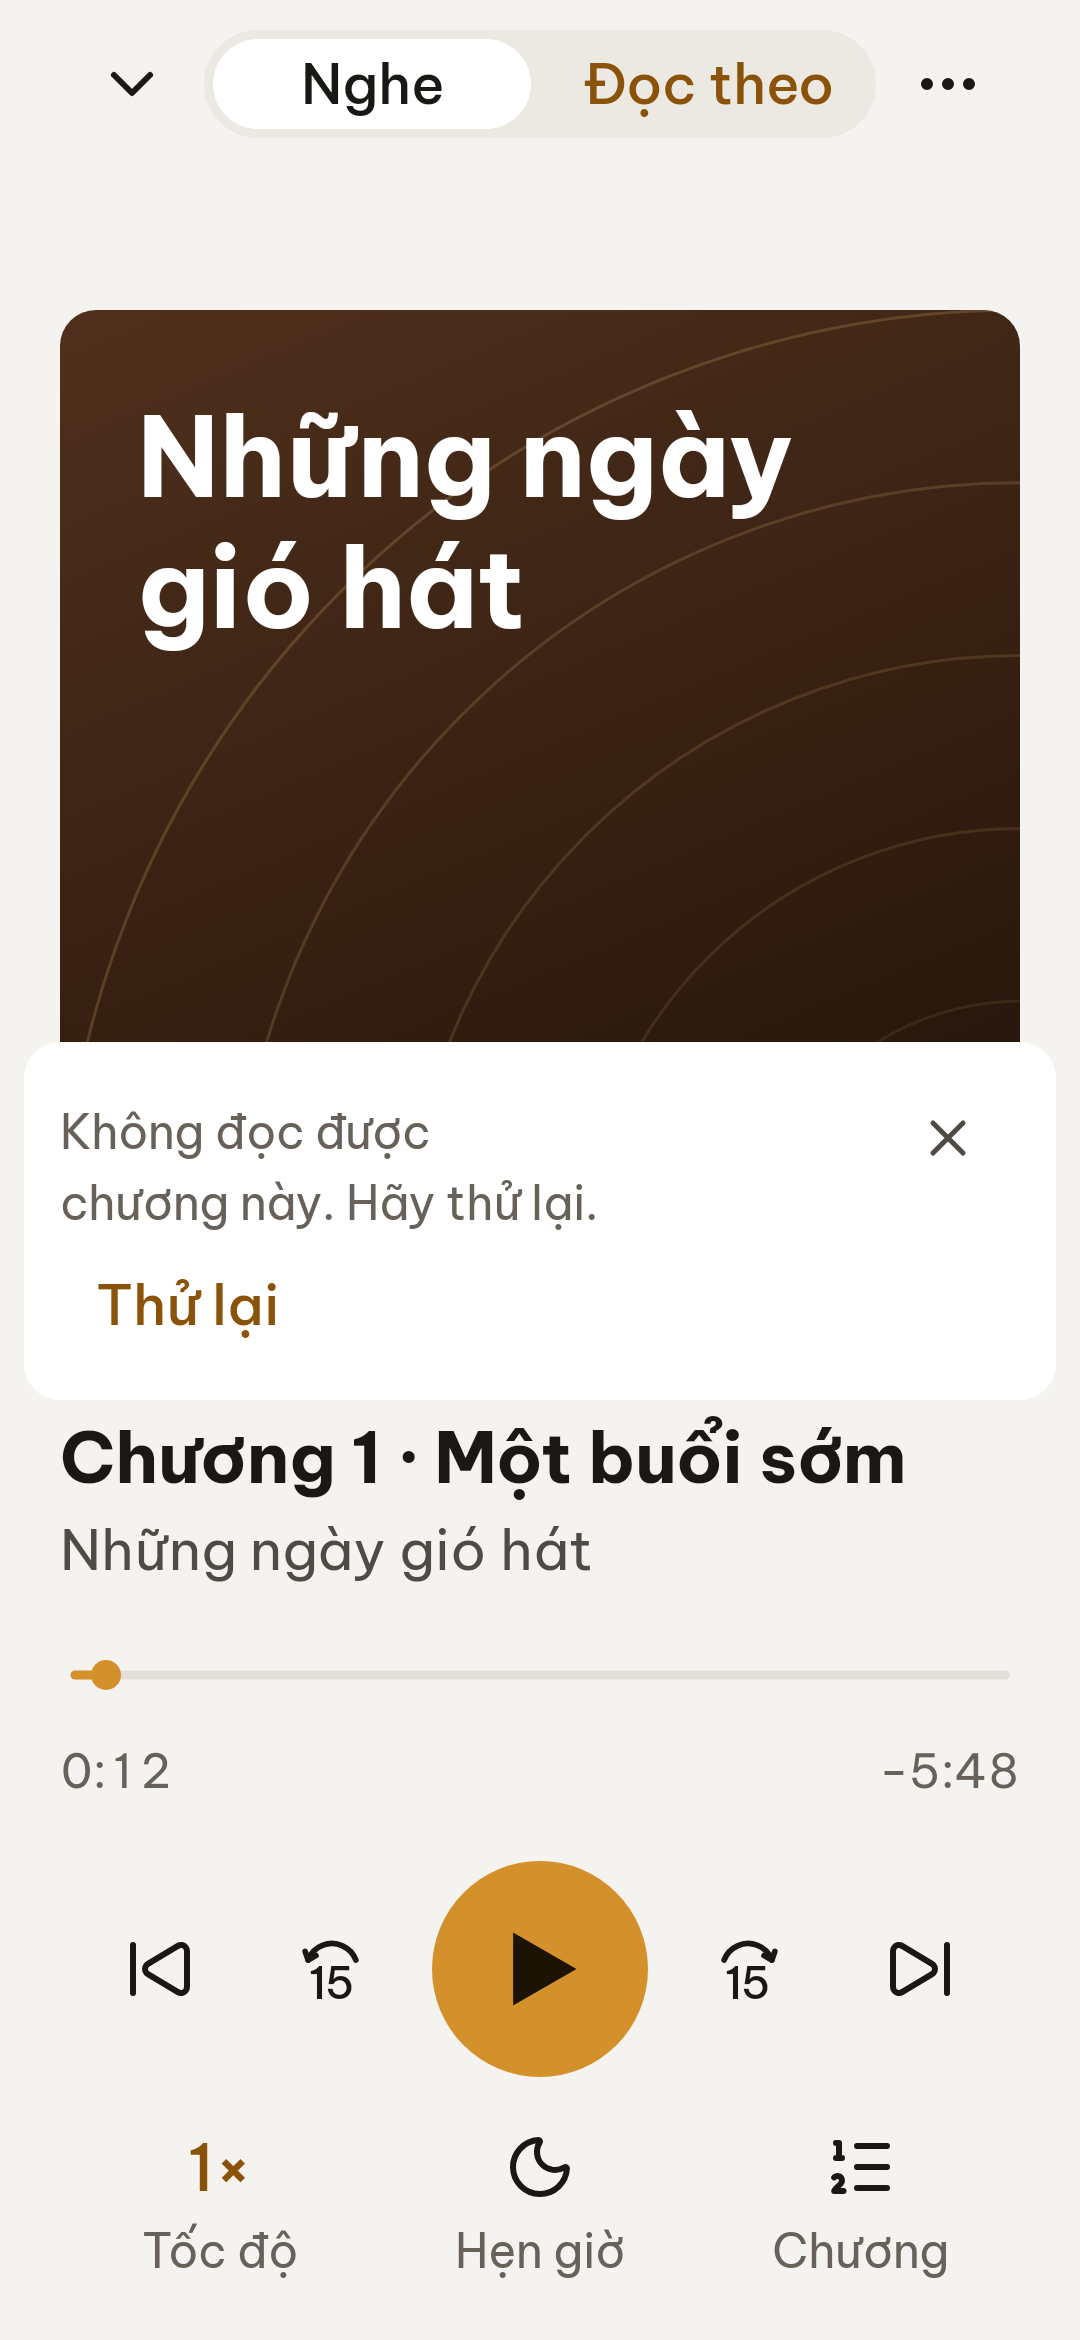 Nghe
Đọc theo
Những ngày
gió hát
Không đọc được
chương này. Hãy thử lại.
Thử lại
Chương 1 · Một buổi sớm
Những ngày gió hát
0:12
−5:48
15
15
1×
Tốc độ
Hẹn giờ
1
2
Chương